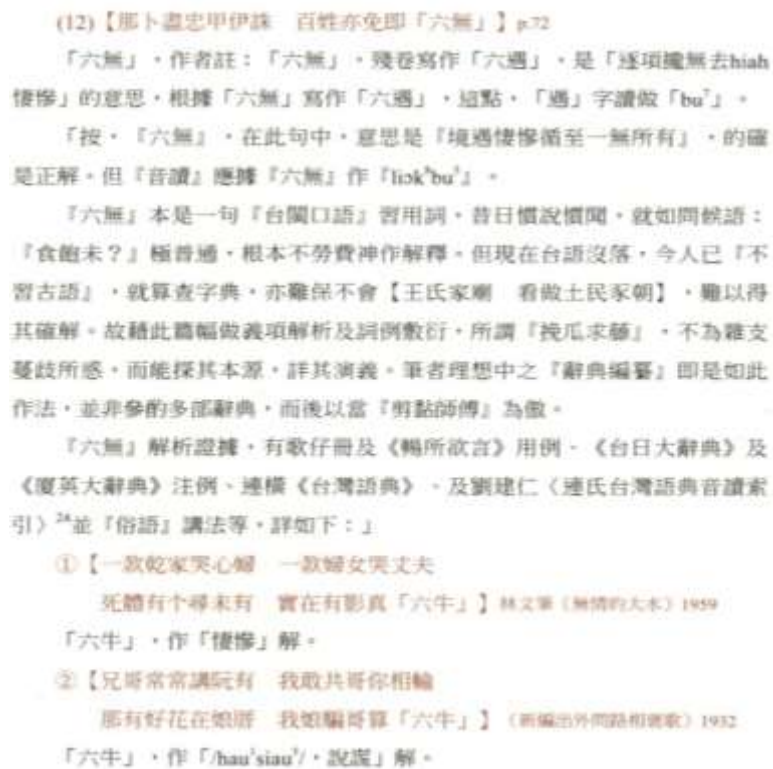 (12)【那卜盡忠甲伊誅　百姓亦免即「六無」】p.72
「六無」,作者註:「六無」,殘卷寫作「六遇」,是「逐項攏無去hiah
悽慘」的意思,根據「六無」寫作「六遇」,這點,「遇」字讀做「bu⁷」。
「按,『六無』,在此句中,意思是『境遇悽慘循至一無所有』,的確
是正解。但『音讀』應據『六無』作『liok⁸bu⁵』。
『六無』本是一句『台閩口語』習用詞,昔日慣說慣聞,就如問候語:
『食飽未?』極普通,根本不勞費神作解釋。但現在台語沒落,今人已『不
習古語』,就算查字典,亦難保不會【王氏家廟　看做土民家朝】,難以得
其確解。故藉此篇幅做義項解析及詞例敷衍,所謂『挽瓜求藤』,不為雜支
蔓歧所惑,而能探其本源,詳其演義。筆者理想中之『辭典編纂』即是如此
作法,並非參酌多部辭典,而後以當『剪黏師傅』為傲。
『六無』解析證據,有歌仔冊及《暢所欲言》用例、《台日大辭典》及
《廈英大辭典》注例、連橫《台灣語典》、及劉建仁〈連氏台灣語典音讀索
引〉²⁴並『俗語』講法等,詳如下:」
①【一款乾家哭心婦　一款婦女哭丈夫
死體有个尋未有　實在有影真「六牛」】林文筆〈無情的大水〉1959
「六牛」,作「悽慘」解。
②【兄哥常常講阮有　我敢共哥你相輪
那有好花在娘厝　我娘騙哥算「六牛」】〈新編出外問路相褒歌〉1932
「六牛」,作「/hau¹siau⁵/,說謊」解。